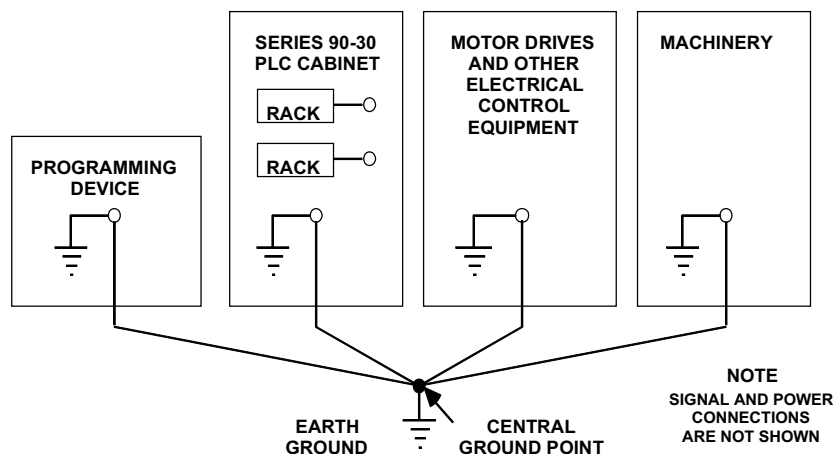 SERIES 90-30
PLC CABINET
RACK
RACK
MOTOR DRIVES
AND OTHER
ELECTRICAL
CONTROL
EQUIPMENT
MACHINERY
PROGRAMMING
DEVICE
EARTH
GROUND
CENTRAL
GROUND POINT
NOTE
SIGNAL AND POWER
CONNECTIONS
ARE NOT SHOWN